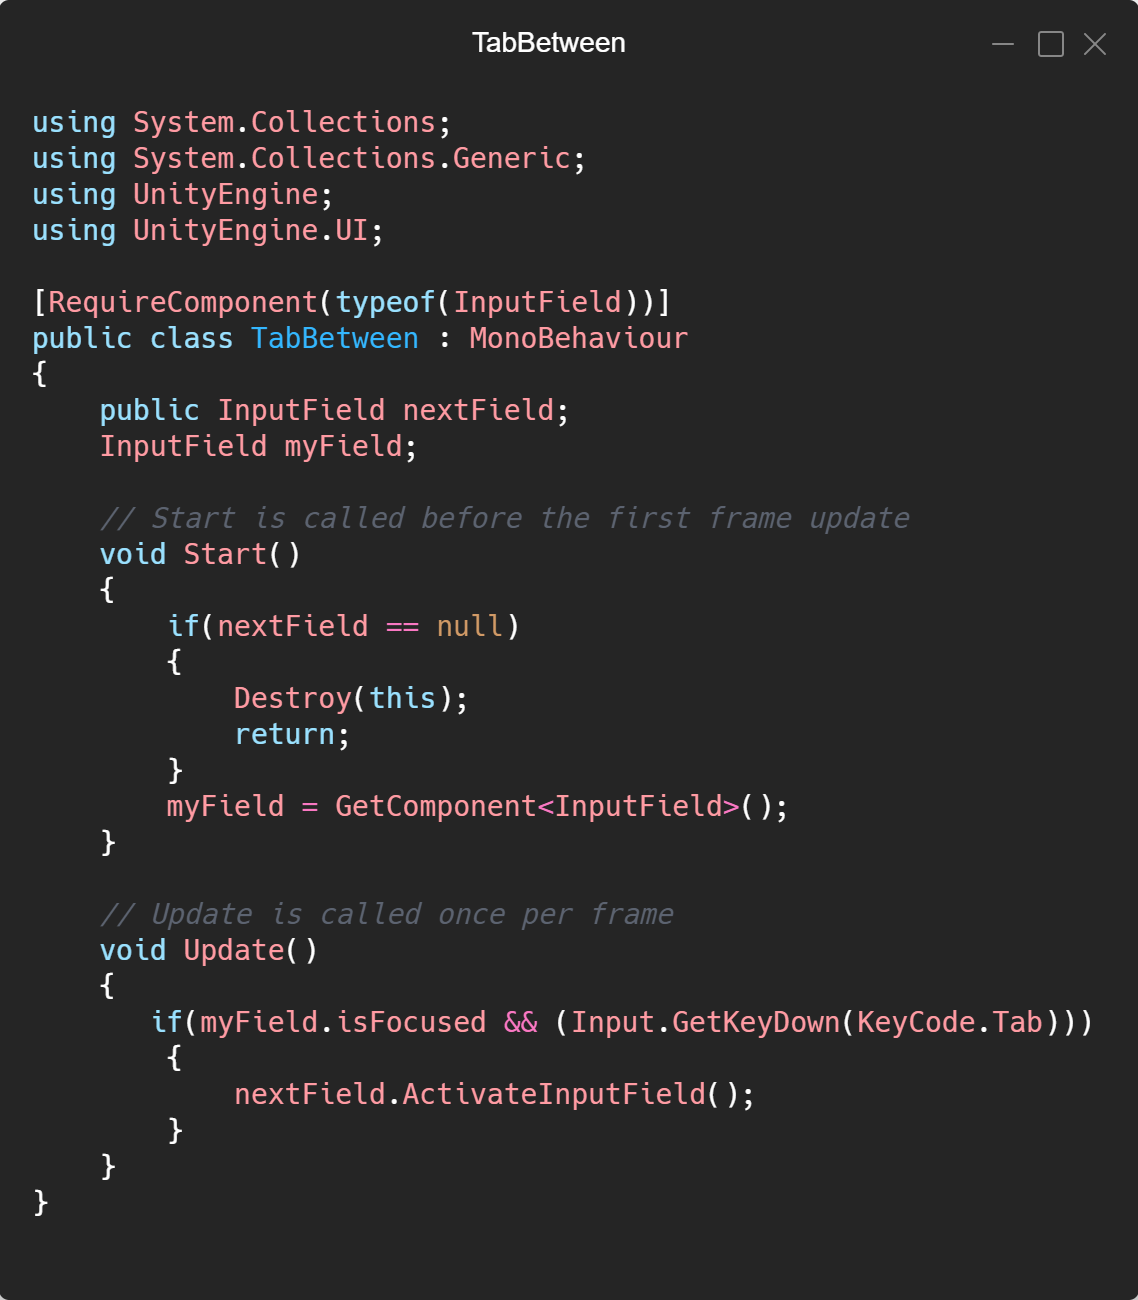 TabBetween
using System.Collections;
using System.Collections.Generic;
using UnityEngine;
using UnityEngine.UI;
[RequireComponent(typeof(InputField))]
public class TabBetween : MonoBehaviour
{
    public InputField nextField;
    InputField myField;
    // Start is called before the first frame update
    void Start()
    {
        if(nextField == null)
        {
            Destroy(this);
            return;
        }
        myField = GetComponent<InputField>();
    }
    // Update is called once per frame
    void Update()
    {
       if(myField.isFocused && (Input.GetKeyDown(KeyCode.Tab)))
        {
            nextField.ActivateInputField();
        }
    }
}